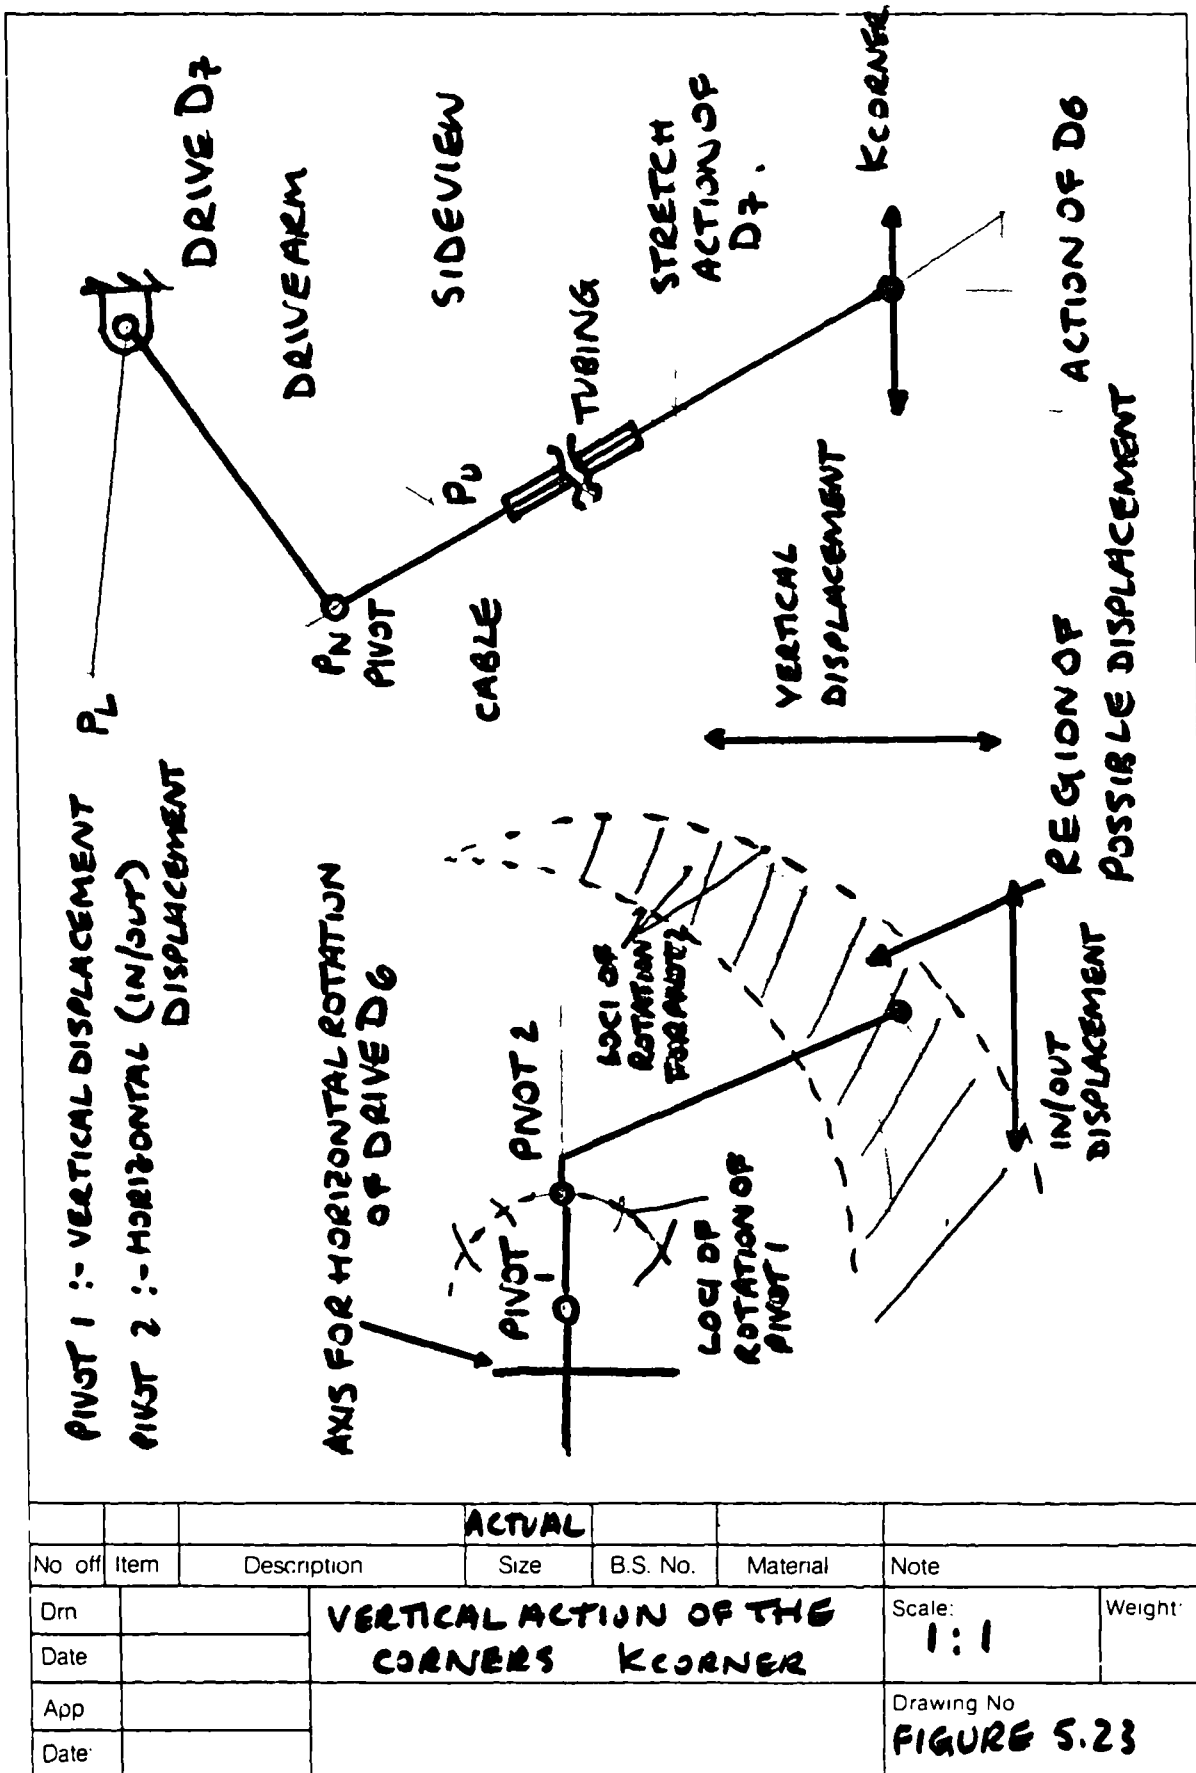 PIVOT 1 :- VERTICAL DISPLACEMENT
PIVOT 2 :- HORIZONTAL (IN/OUT)
DISPLACEMENT
PL
DRIVE D7
DRIVE ARM
SIDEVIEW
PN
PIVOT
CABLE
PU
TUBING
STRETCH
ACTION OF
D7.
KCORNER
ACTION OF D6
VERTICAL
DISPLACEMENT
AXIS FOR HORIZONTAL ROTATION
OF DRIVE D6
PIVOT
1
PIVOT 2
LOCI OF
ROTATION
FOR PIVOT 2
LOCI OF
ROTATION OF
PIVOT 1
REGION OF
POSSIBLE DISPLACEMENT
IN/OUT
DISPLACEMENT
ACTUAL
No off Item Description Size B.S. No. Material Note
Drn
Date
VERTICAL ACTION OF THE
CORNERS KCORNER
Scale:
1:1
Weight
App
Date
Drawing No
FIGURE 5.23